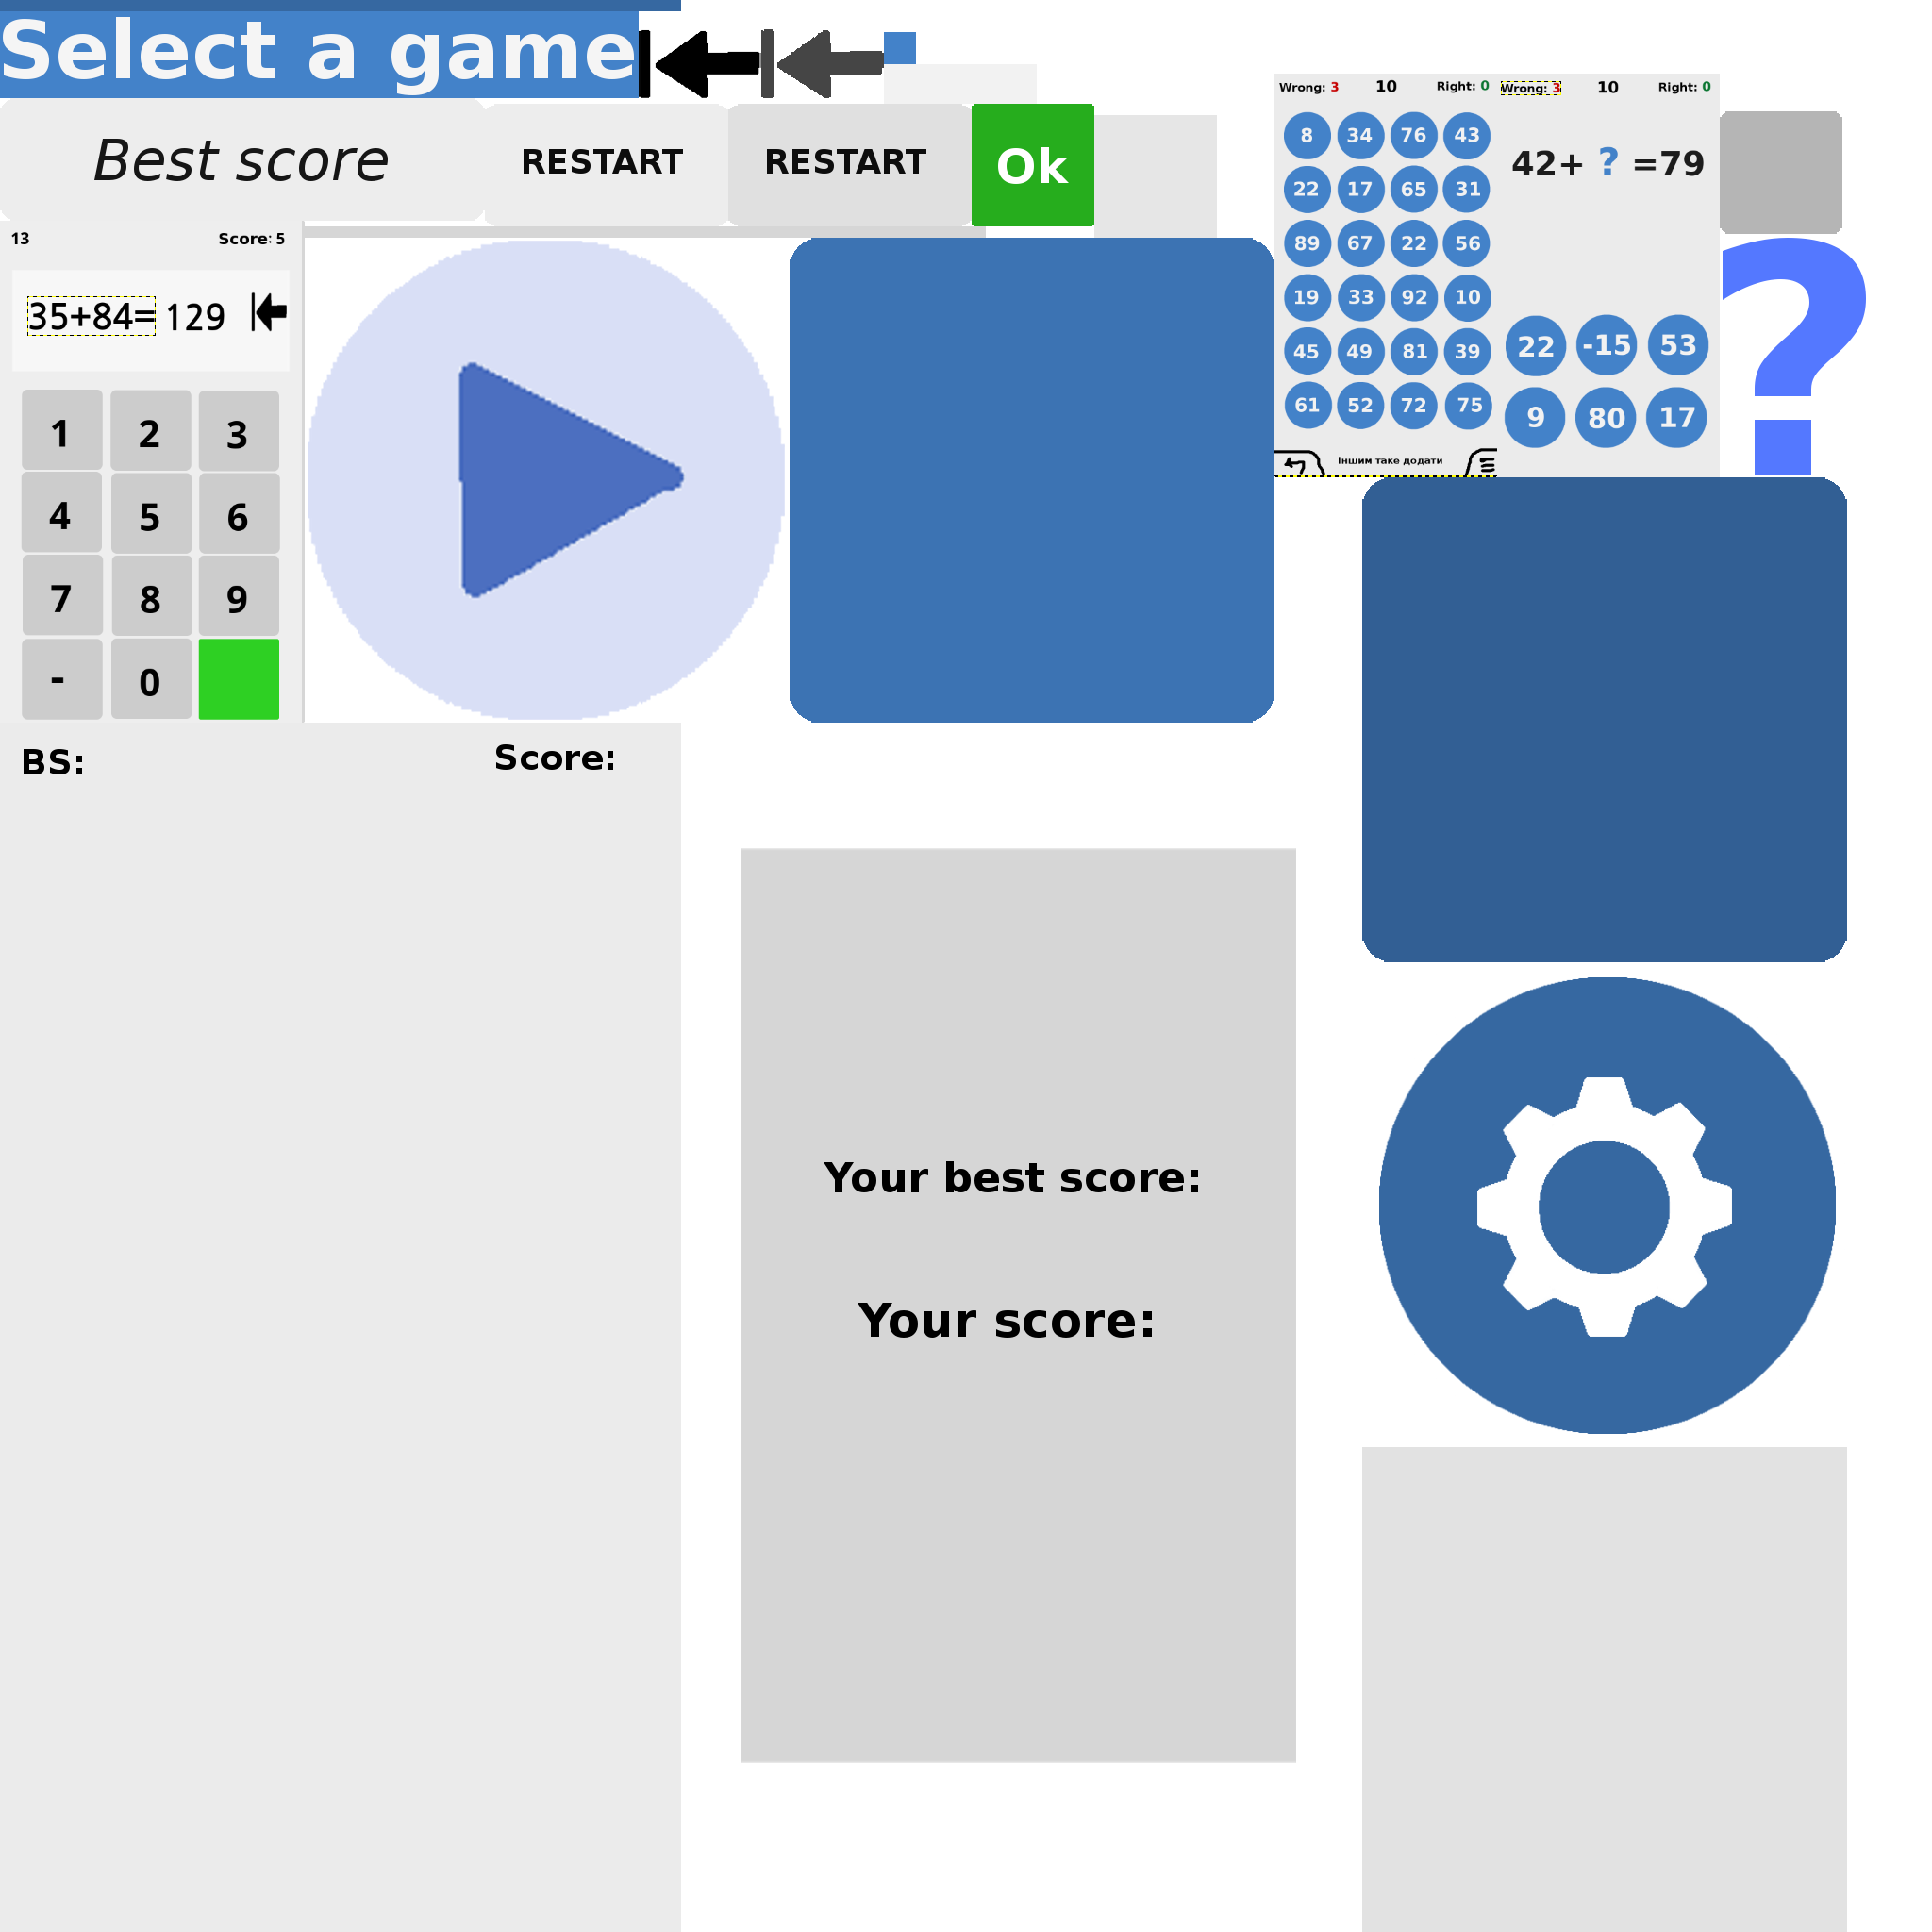 Select a game
Best score
RESTART
RESTART
Ok
13
Score: 5
35+84= 129
1 2 3
4 5 6
7 8 9
- 0
Wrong: 3 10 Right: 0
8 34 76 43
22 17 65 31
89 67 22 56
19 33 92 10
45 49 81 39
61 52 72 75
Іншим таке додати
Wrong: 3 10 Right: 0
42+ ? =79
22 -15 53
9 80 17
?
BS:
Score:
Your best score:
Your score: